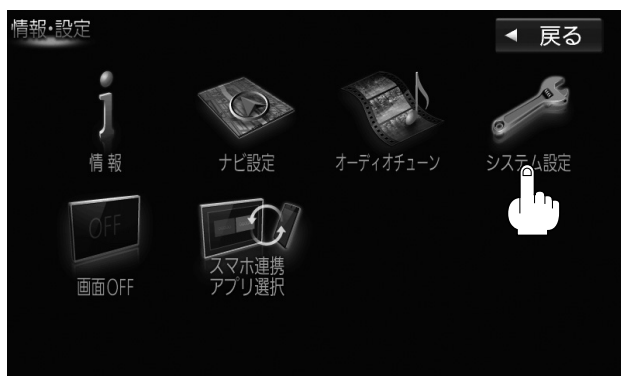 情報・設定
◀ 戻る
情報
ナビ設定
オーディオチューン
システム設定
OFF
画面OFF
スマホ連携
アプリ選択